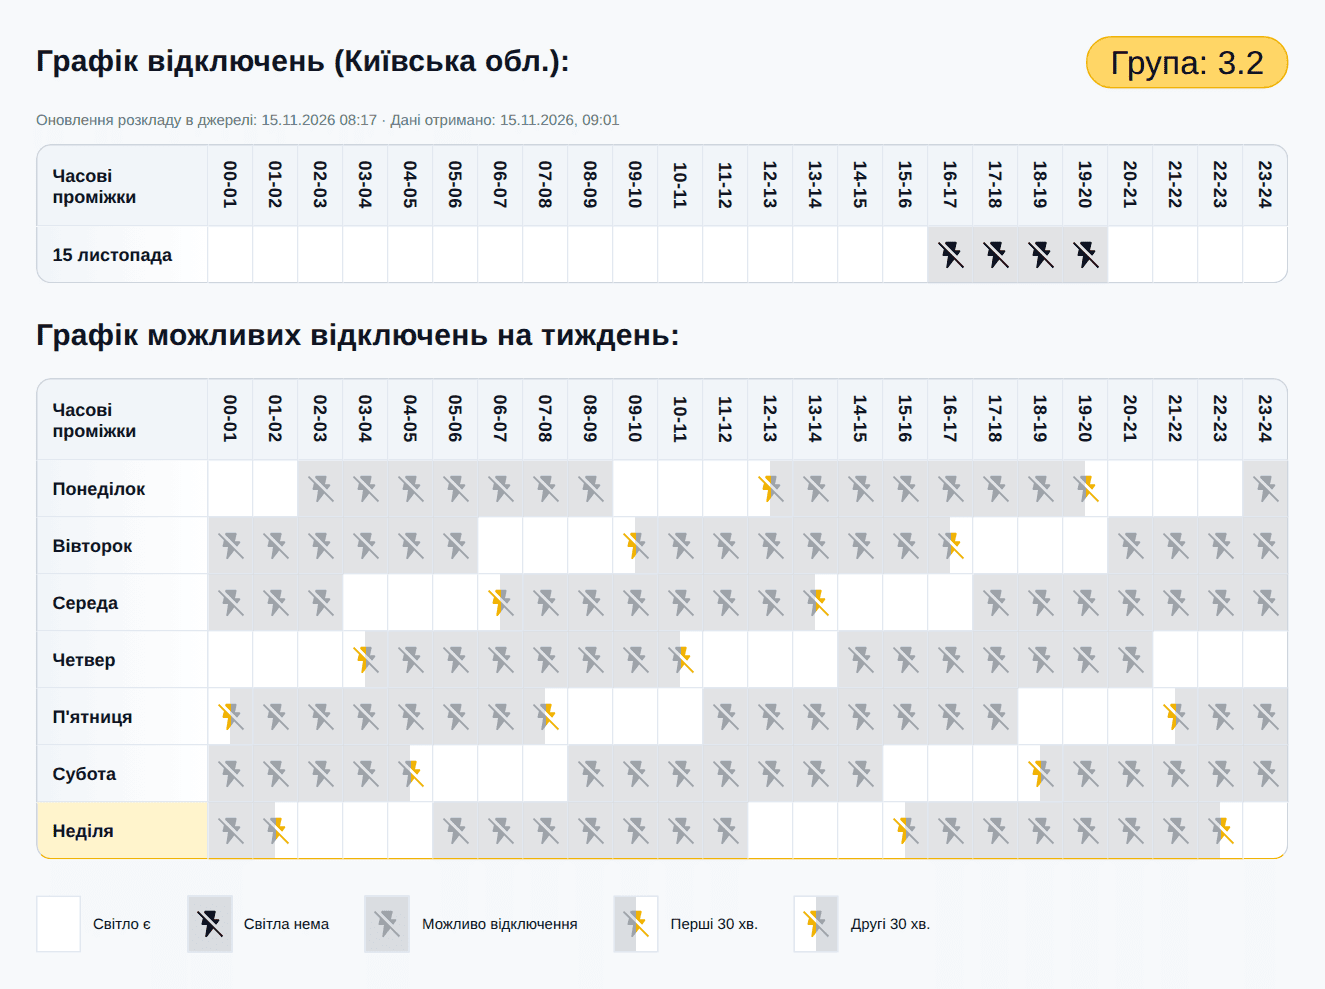 Графік відключень (Київська обл.):
Група: 3.2
Оновлення розкладу в джерелі: 15.11.2026 08:17 · Дані отримано: 15.11.2026, 09:01
Часові проміжки 00-01 01-02 02-03 03-04 04-05 05-06 06-07 07-08 08-09 09-10 10-11 11-12 12-13 13-14 14-15 15-16 16-17 17-18 18-19 19-20 20-21 21-22 22-23 23-24
15 листопада
Графік можливих відключень на тиждень:
Часові проміжки 00-01 01-02 02-03 03-04 04-05 05-06 06-07 07-08 08-09 09-10 10-11 11-12 12-13 13-14 14-15 15-16 16-17 17-18 18-19 19-20 20-21 21-22 22-23 23-24
Понеділок
Вівторок
Середа
Четвер
П'ятниця
Субота
Неділя
Світло є Світла нема Можливо відключення Перші 30 хв. Другі 30 хв.